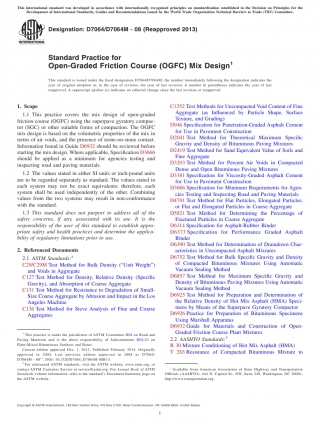 This international standard was developed in accordance with internationally recognized principles on standardization established in the Decision on Principles for the
Development of International Standards, Guides and Recommendations issued by the World Trade Organization Technical Barriers to Trade (TBT) Committee.
Designation: D7064/D7064M − 08 (Reapproved 2013)
Standard Practice for
Open-Graded Friction Course (OGFC) Mix Design¹
This standard is issued under the fixed designation D7064/D7064M; the number immediately following the designation indicates the
year of original adoption or, in the case of revision, the year of last revision. A number in parentheses indicates the year of last
reapproval. A superscript epsilon (ε) indicates an editorial change since the last revision or reapproval.
1. Scope
1.1 This practice covers the mix design of open-graded
friction course (OGFC) using the superpave gyratory compac-
tor (SGC) or other suitable forms of compaction. The OGFC
mix design is based on the volumetric properties of the mix in
terms of air voids, and the presence of stone-on-stone contact.
Information found in Guide D6932 should be reviewed before
starting the mix design. Where applicable, Specification D3666
should be applied as a minimum for agencies testing and
inspecting road and paving materials.
1.2 The values stated in either SI units or inch-pound units
are to be regarded separately as standard. The values stated in
each system may not be exact equivalents; therefore, each
system shall be used independently of the other. Combining
values from the two systems may result in non-conformance
with the standard.
1.3 This standard does not purport to address all of the
safety concerns, if any, associated with its use. It is the
responsibility of the user of this standard to establish appro-
priate safety and health practices and determine the applica-
bility of regulatory limitations prior to use.
2. Referenced Documents
2.1 ASTM Standards:²
C29/C29M Test Method for Bulk Density ("Unit Weight")
and Voids in Aggregate
C127 Test Method for Density, Relative Density (Specific
Gravity), and Absorption of Coarse Aggregate
C131 Test Method for Resistance to Degradation of Small-
Size Coarse Aggregate by Abrasion and Impact in the Los
Angeles Machine
C136 Test Method for Sieve Analysis of Fine and Coarse
Aggregates
¹ This practice is under the jurisdiction of ASTM Committee D04 on Road and
Paving Materials and is the direct responsibility of Subcommittee D04.23 on
Plant Mixed Bituminous Surfaces and Bases.
Current edition approved Dec. 1, 2013. Published February 2014. Originally
approved in 2004. Last previous edition approved in 2008 as D7064/
D7064M – 08
² For referenced ASTM standards, visit the ASTM website, www.astm.org, or
contact ASTM Customer Service at service@astm.org. For Annual Book of ASTM
Standards volume information, refer to the standard's Document Summary page on
the ASTM website.
C1252 Test Methods for Uncompacted Void Content of Fine
Aggregate (as Influenced by Particle Shape, Surface
Texture, and Grading)
D946 Specification for Penetration-Graded Asphalt Cement
for Use in Pavement Construction
D2041 Test Method for Theoretical Maximum Specific
Gravity and Density of Bituminous Paving Mixtures
D2419 Test Method for Sand Equivalent Value of Soils and
Fine Aggregate
D3203 Test Method for Percent Air Voids in Compacted
Dense and Open Bituminous Paving Mixtures
D3381 Specification for Viscosity-Graded Asphalt Cement
for Use in Pavement Construction
D3666 Specification for Minimum Requirements for Agen-
cies Testing and Inspecting Road and Paving Materials
D4791 Test Method for Flat Particles, Elongated Particles,
or Flat and Elongated Particles in Coarse Aggregate
D5821 Test Method for Determining the Percentage of
Fractured Particles in Coarse Aggregate
D6114 Specification for Asphalt-Rubber Binder
D6373 Specification for Performance Graded Asphalt
Binder
D6390 Test Method for Determination of Draindown Char-
acteristics in Uncompacted Asphalt Mixtures
D6752 Test Method for Bulk Specific Gravity and Density
of Compacted Bituminous Mixtures Using Automatic
Vacuum Sealing Method
D6857 Test Method for Maximum Specific Gravity and
Density of Bituminous Paving Mixtures Using Automatic
Vacuum Sealing Method
D6925 Test Method for Preparation and Determination of
the Relative Density of Hot Mix Asphalt (HMA) Speci-
mens by Means of the Superpave Gyratory Compactor
D6926 Practice for Preparation of Bituminous Specimens
Using Marshall Apparatus
D6932 Guide for Materials and Construction of Open-
Graded Friction Course Plant Mixtures
2.2 AASHTO Standards:³
R 30 Mixture Conditioning of Hot Mix Asphalt (HMA)
T 283 Resistance of Compacted Bituminous Mixture to
³ Available from American Association of State Highway and Transportation
Officials (AASHTO), 444 N. Capitol St., NW, Suite 249, Washington, DC 20001,
http://www.transportation.org.
Copyright © ASTM International, 100 Barr Harbor Drive, PO Box C700, West Conshohocken, PA 19428-2959. United States
1